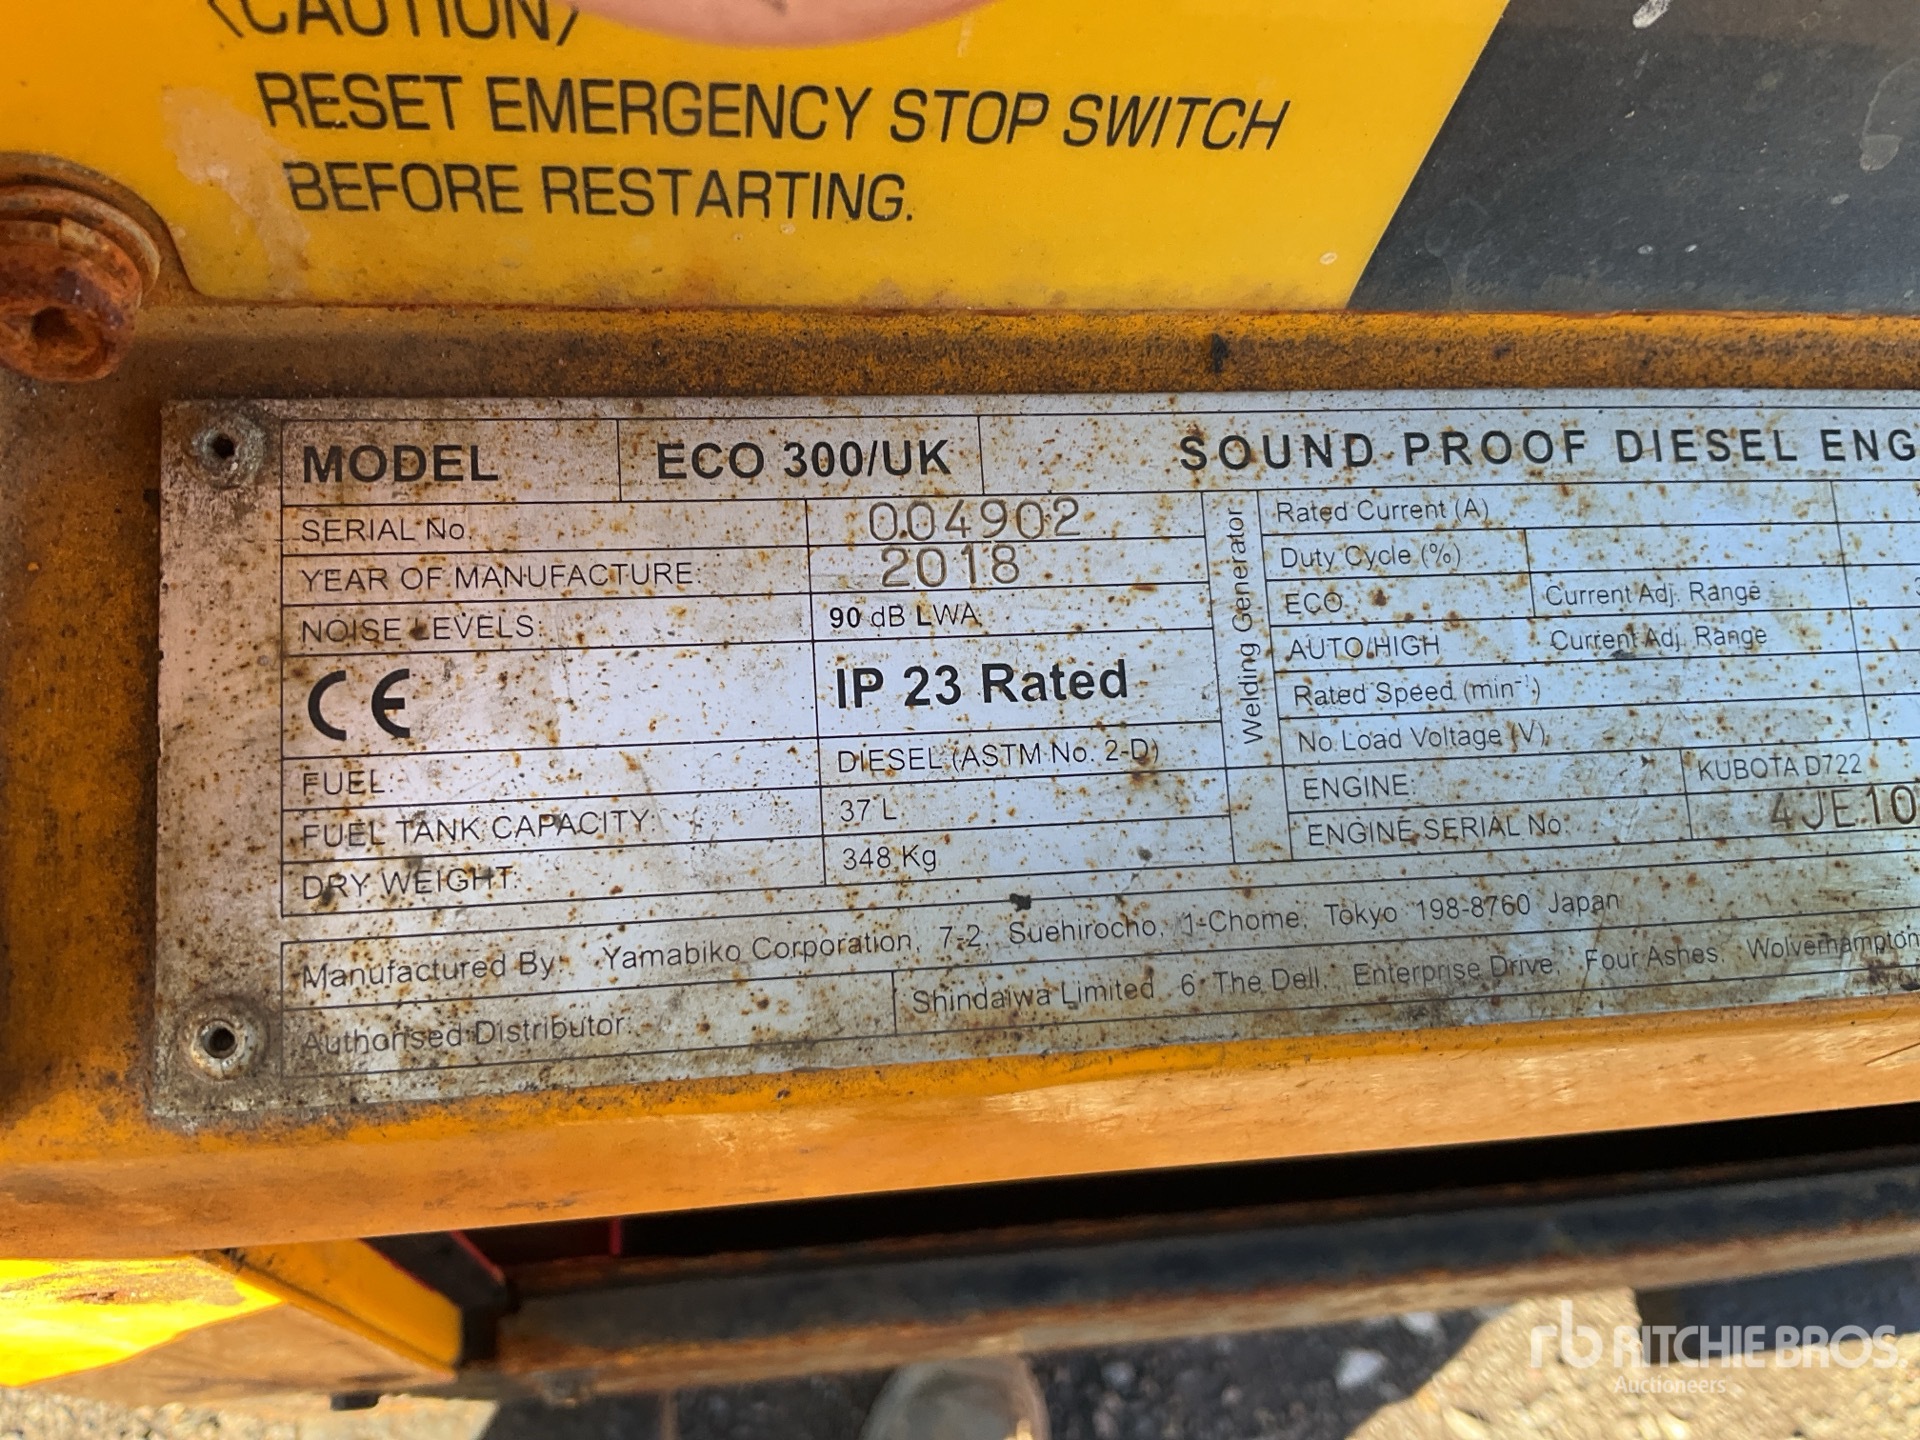 (CAUTION)
RESET EMERGENCY STOP SWITCH
BEFORE RESTARTING.
MODEL ECO 300/UK SOUND PROOF DIESEL ENG
SERIAL No. 004902
YEAR OF MANUFACTURE: 2018
NOISE LEVELS: 90 dB LWA
CE IP 23 Rated
FUEL: DIESEL (ASTM No. 2-D)
FUEL TANK CAPACITY: 37 L
DRY WEIGHT: 348 Kg
Welding Generator
Rated Current (A)
Duty Cycle (%)
ECO Current Adj. Range
AUTO/HIGH Current Adj. Range
Rated Speed (min⁻¹)
No Load Voltage (V)
ENGINE: KUBOTA D722
ENGINE SERIAL No: 4JE10
Manufactured By: Yamabiko Corporation, 7-2, Suehirocho, 1-Chome, Tokyo 198-8760 Japan
Authorised Distributor: Shindaiwa Limited 6 The Dell, Enterprise Drive, Four Ashes, Wolverhampton
rb RITCHIE BROS.
Auctioneers